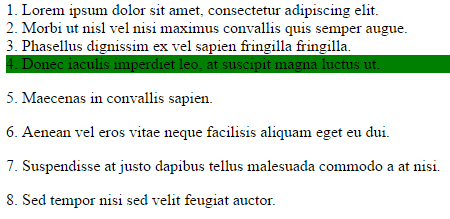 1. Lorem ipsum dolor sit amet, consectetur adipiscing elit.
2. Morbi ut nisl vel nisi maximus convallis quis semper augue.
3. Phasellus dignissim ex vel sapien fringilla fringilla.
4. Donec iaculis imperdiet leo, at suscipit magna luctus ut.
5. Maecenas in convallis sapien.
6. Aenean vel eros vitae neque facilisis aliquam eget eu dui.
7. Suspendisse at justo dapibus tellus malesuada commodo a at nisi.
8. Sed tempor nisi sed velit feugiat auctor.